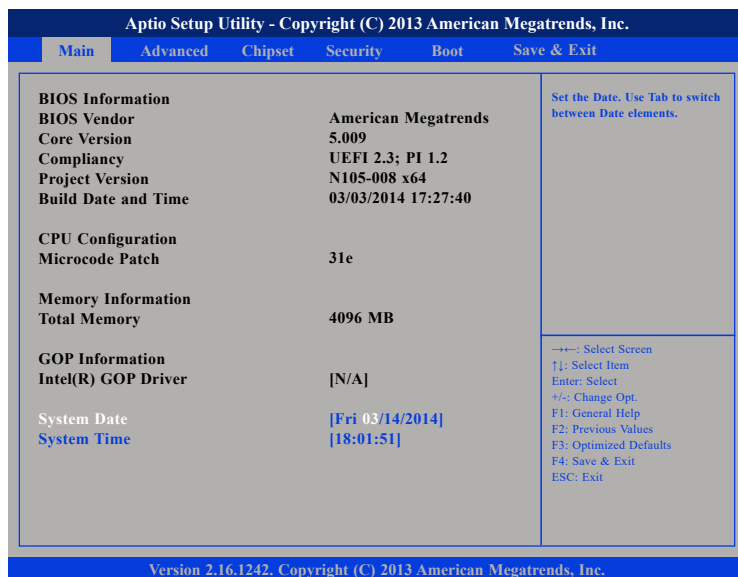 Aptio Setup Utility - Copyright (C) 2013 American Megatrends, Inc.
Main Advanced Chipset Security Boot Save & Exit
BIOS Information
BIOS Vendor American Megatrends
Core Version 5.009
Compliancy UEFI 2.3; PI 1.2
Project Version N105-008 x64
Build Date and Time 03/03/2014 17:27:40
CPU Configuration
Microcode Patch 31e
Memory Information
Total Memory 4096 MB
GOP Information
Intel(R) GOP Driver [N/A]
System Date [Fri 03/14/2014]
System Time [18:01:51]
Set the Date. Use Tab to switch
between Date elements.
→←: Select Screen
↑↓: Select Item
Enter: Select
+/-: Change Opt.
F1: General Help
F2: Previous Values
F3: Optimized Defaults
F4: Save & Exit
ESC: Exit
Version 2.16.1242. Copyright (C) 2013 American Megatrends, Inc.